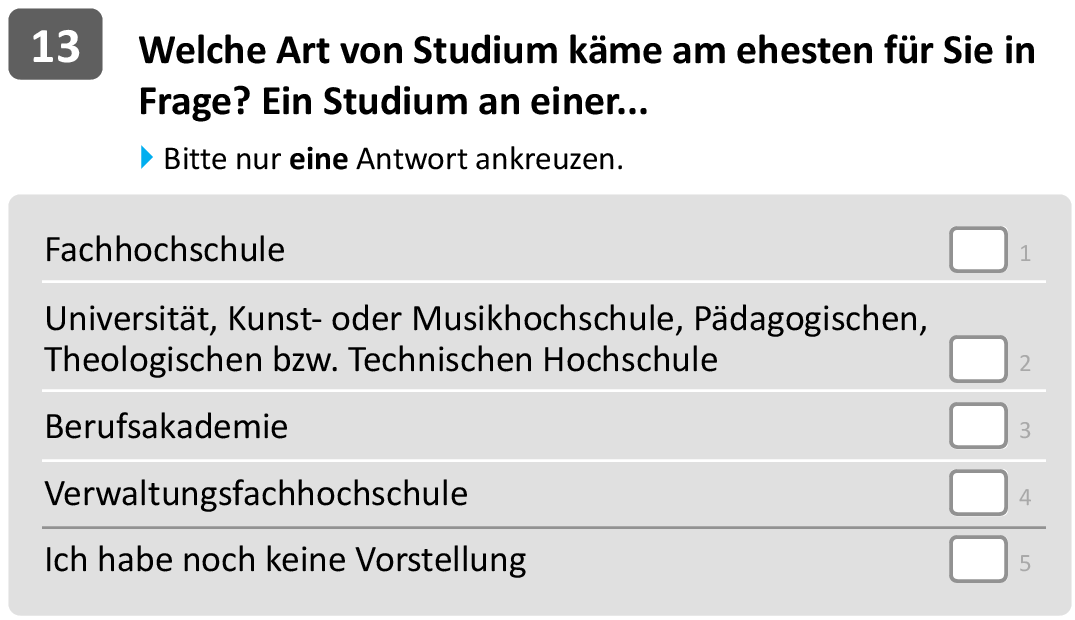 13
Welche Art von Studium käme am ehesten für Sie in
Frage? Ein Studium an einer...
Bitte nur eine Antwort ankreuzen.
Fachhochschule 1
Universität, Kunst- oder Musikhochschule, Pädagogischen,
Theologischen bzw. Technischen Hochschule 2
Berufsakademie 3
Verwaltungsfachhochschule 4
Ich habe noch keine Vorstellung 5